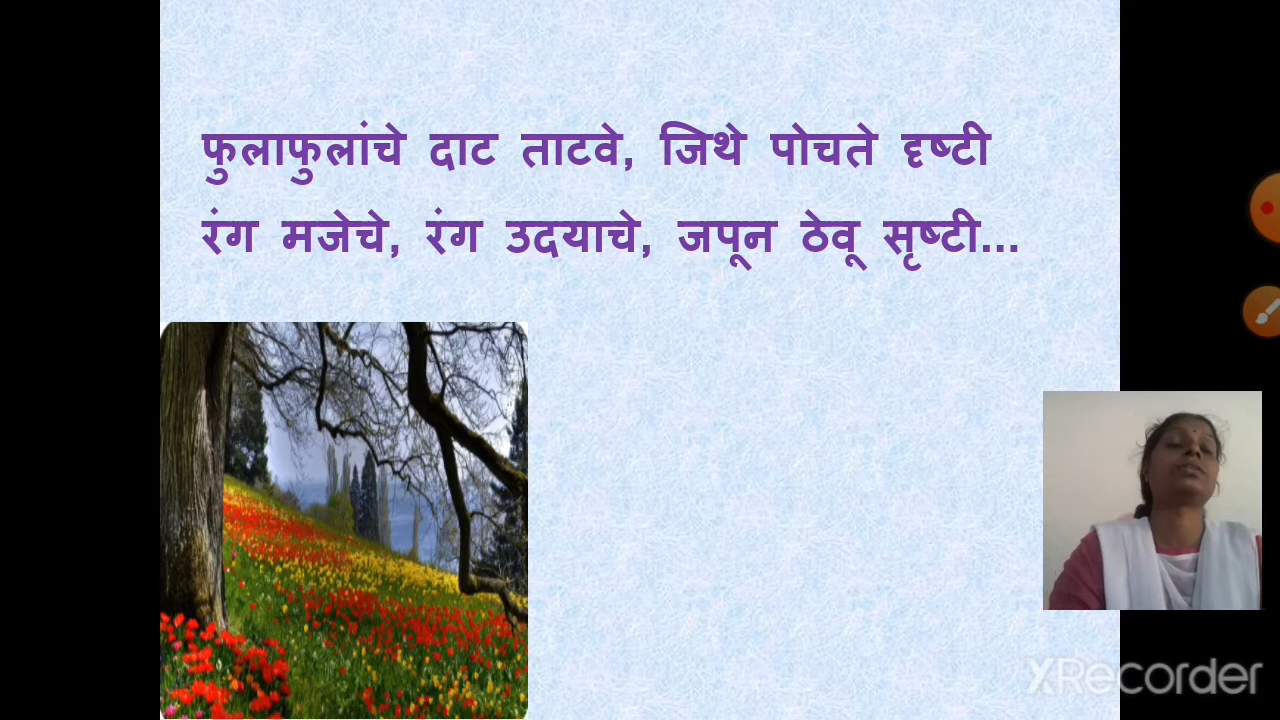 फुलाफुलांचे दाट ताटवे, जिथे पोचते दृष्टी
रंग मजेचे, रंग उदयाचे, जपून ठेवू सृष्टी...
XRecorder